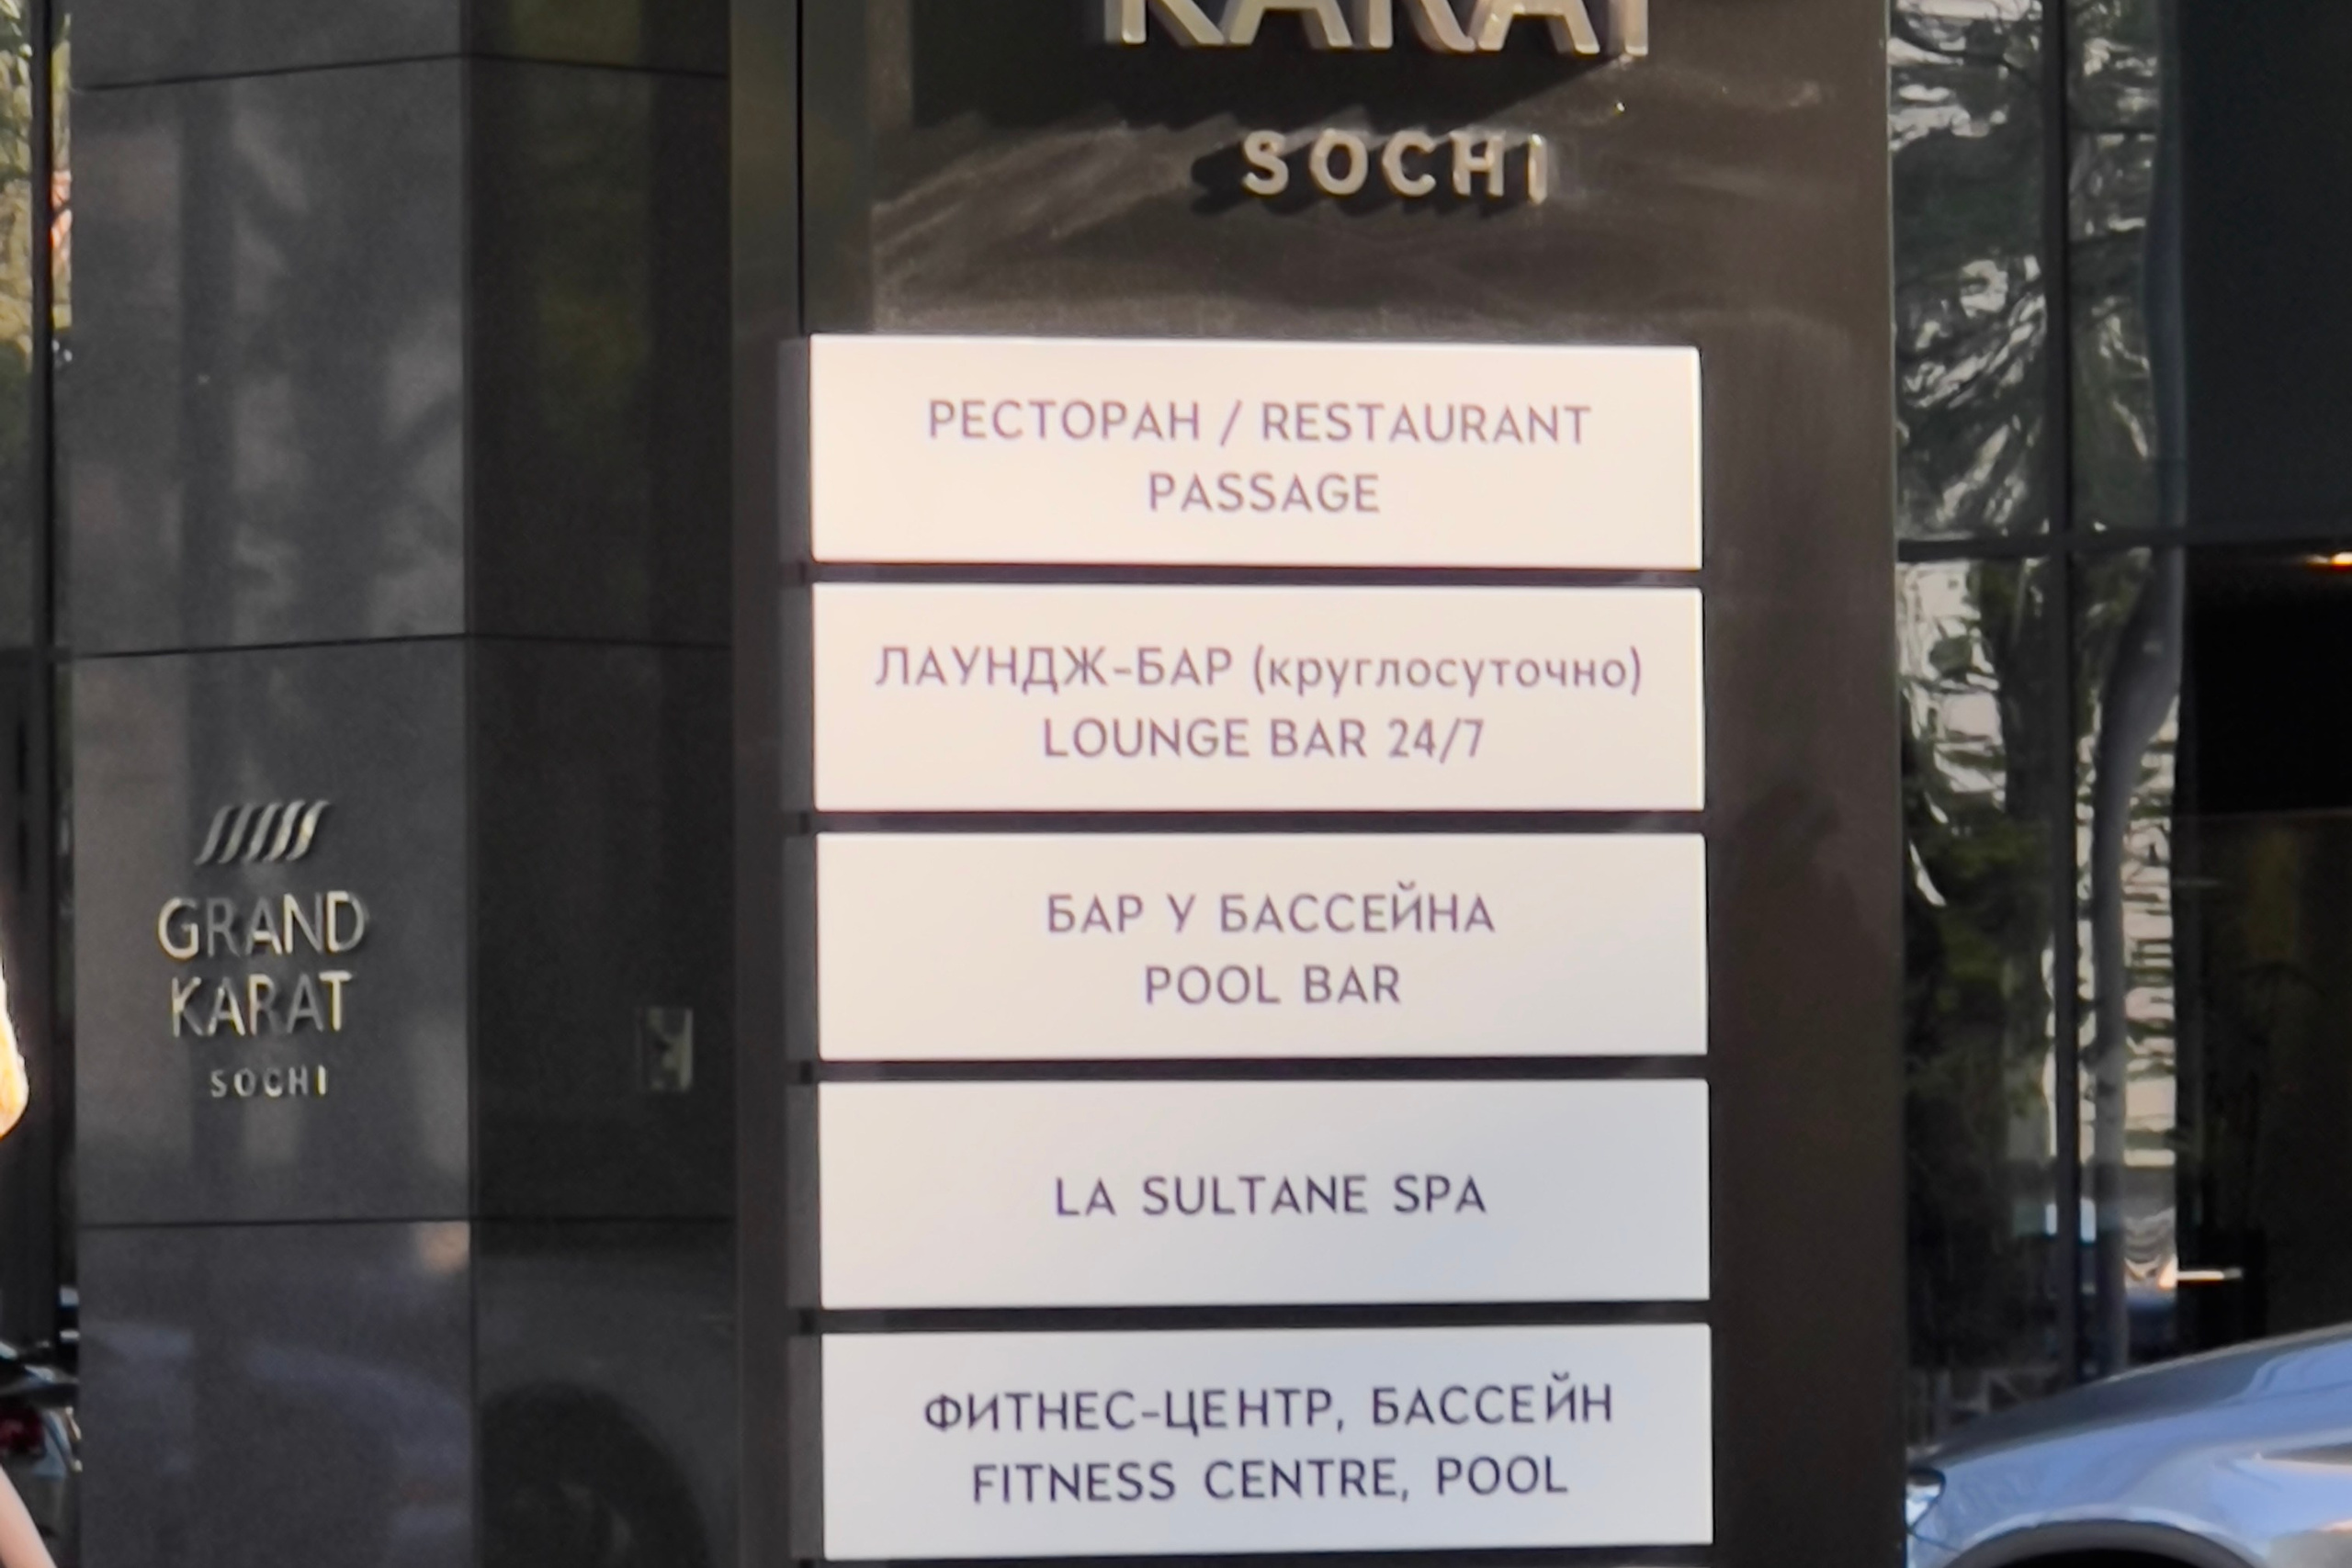 KARAT
SOCHI
РЕСТОРАН / RESTAURANT
PASSAGE
ЛАУНДЖ-БАР (круглосуточно)
LOUNGE BAR 24/7
БАР У БАССЕЙНА
POOL BAR
LA SULTANE SPA
ФИТНЕС-ЦЕНТР, БАССЕЙН
FITNESS CENTRE, POOL
GRAND
KARAT
SOCHI